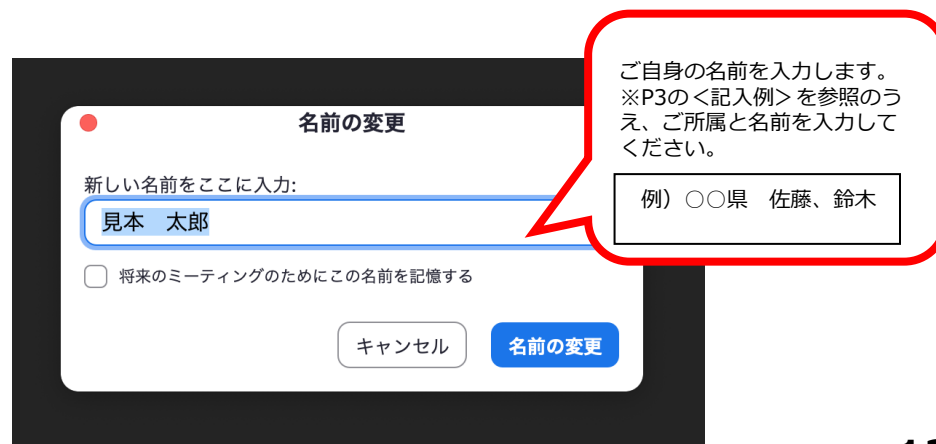 名前の変更
新しい名前をここに入力:
見本　太郎
将来のミーティングのためにこの名前を記憶する
キャンセル
名前の変更
ご自身の名前を入力します。
※P3の＜記入例＞を参照のう
え、ご所属と名前を入力して
ください。
例）○○県　佐藤、鈴木